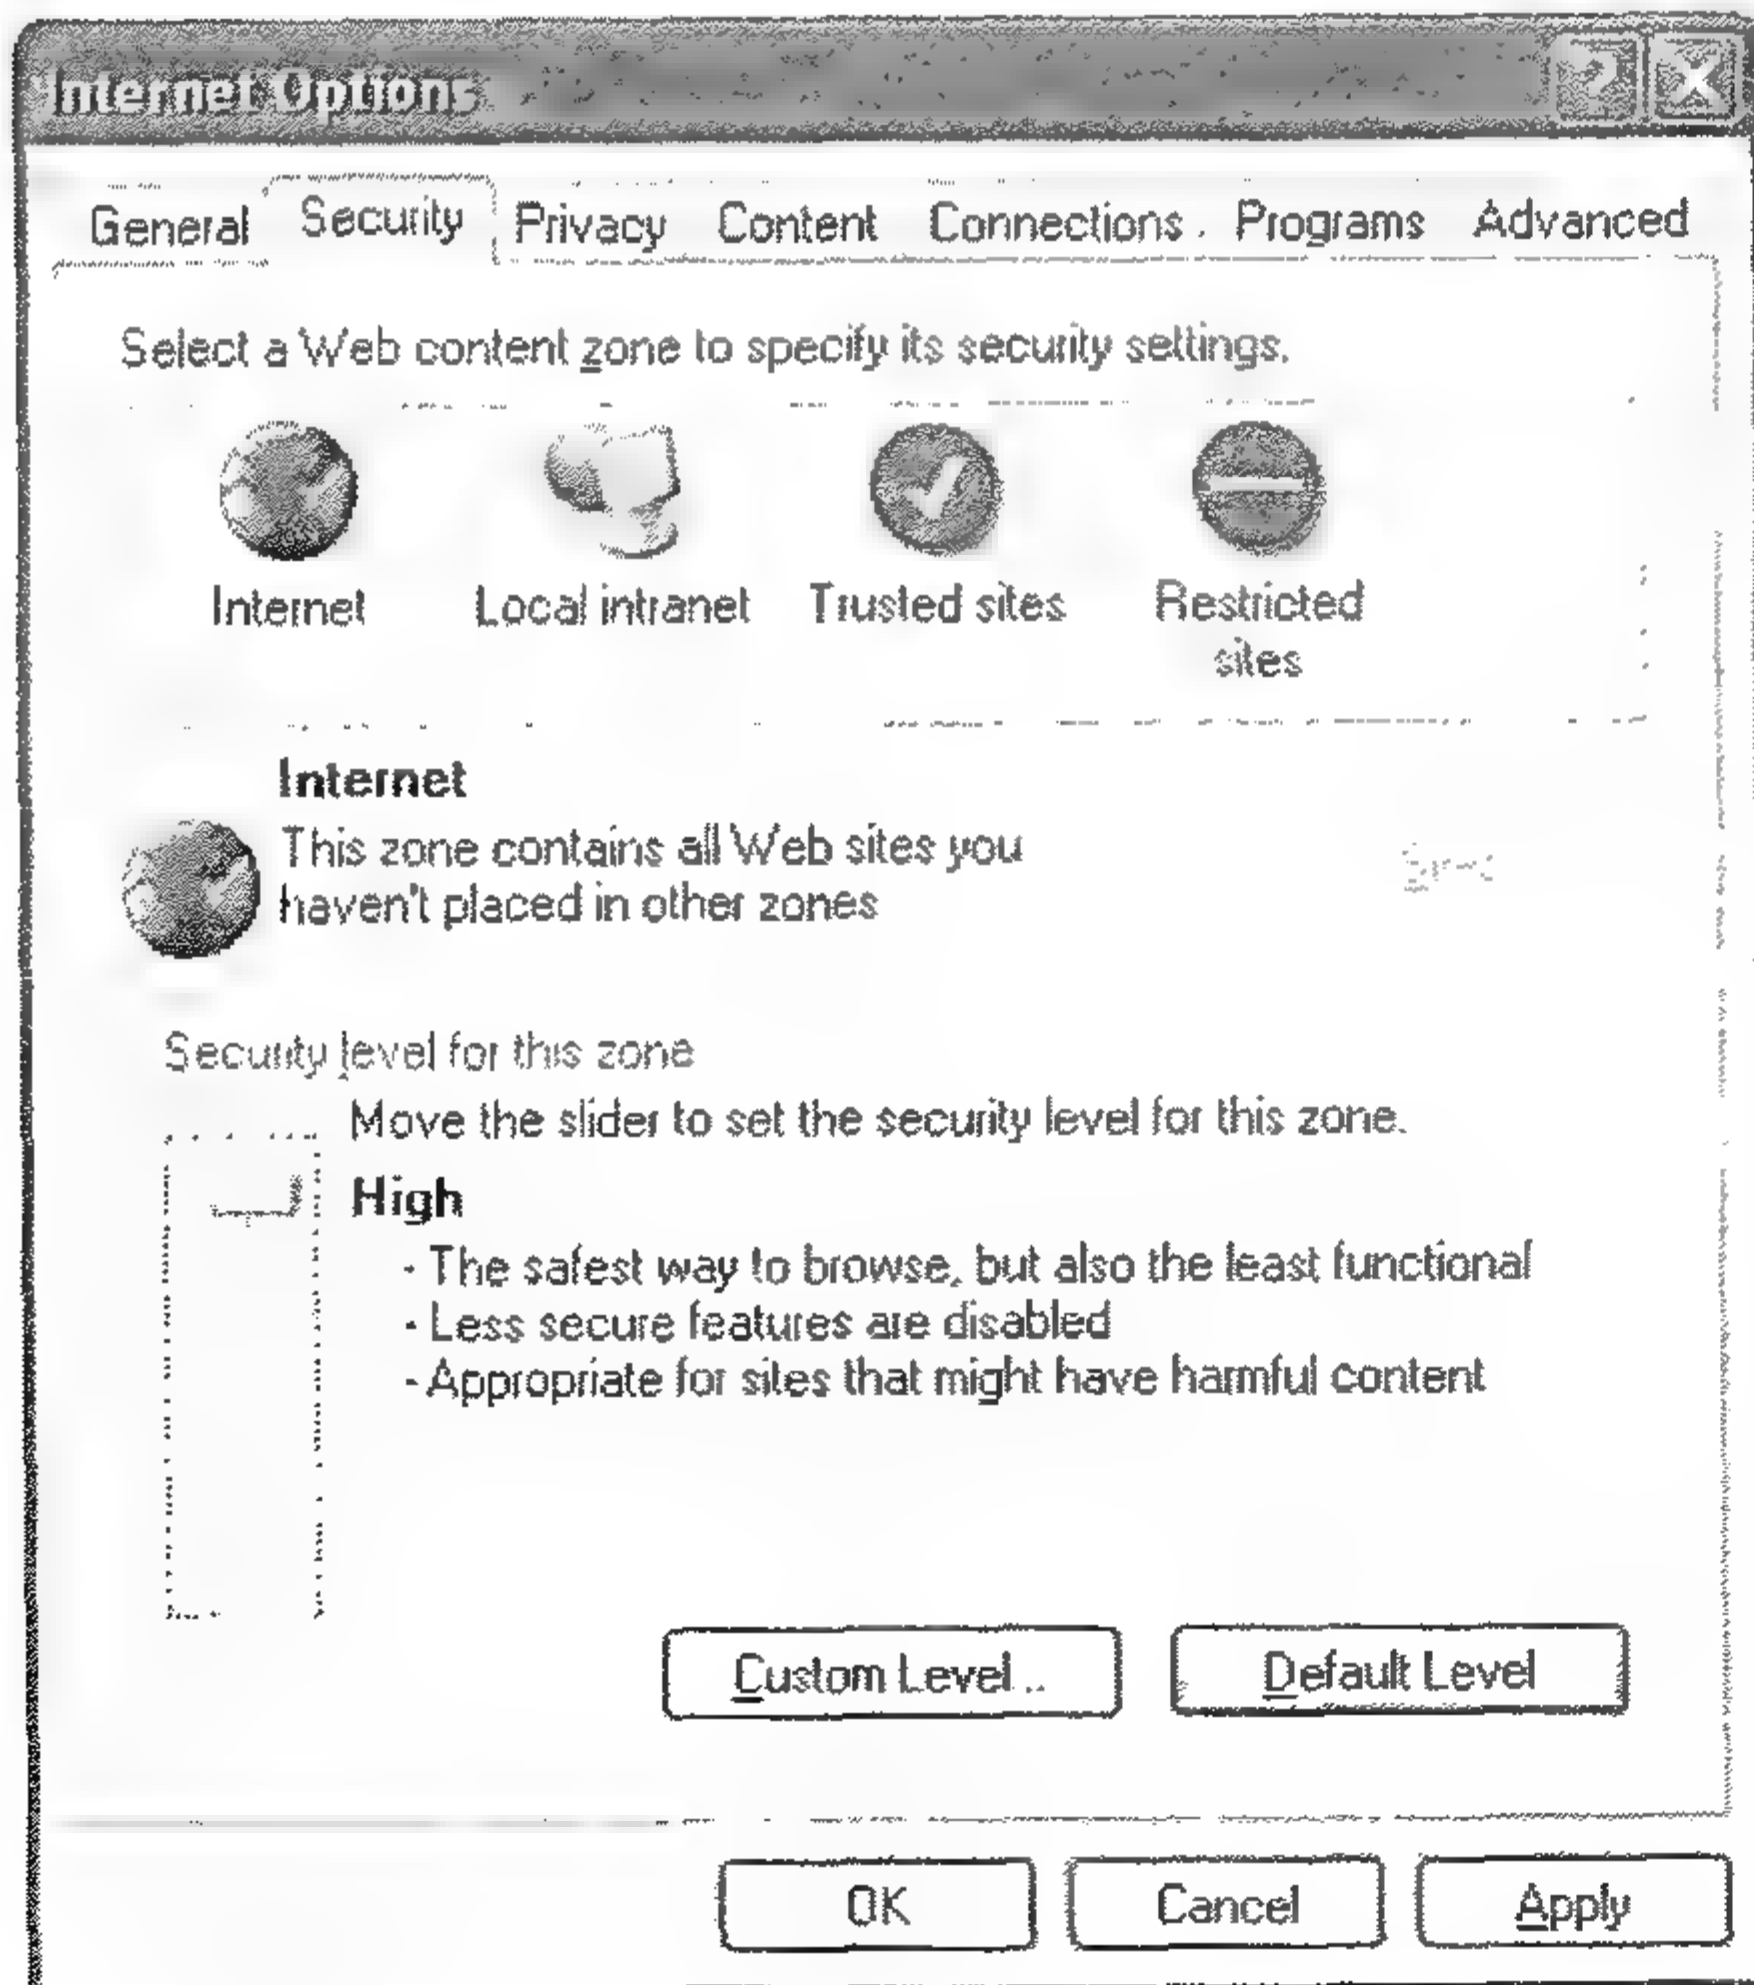 Internet Options
General Security Privacy Content Connections Programs Advanced
Select a Web content zone to specify its security settings.
Internet Local intranet Trusted sites Restricted
sites
Internet
This zone contains all Web sites you
haven't placed in other zones
Security level for this zone
Move the slider to set the security level for this zone.
High
- The safest way to browse, but also the least functional
- Less secure features are disabled
- Appropriate for sites that might have harmful content
Custom Level.. Default Level
OK Cancel Apply